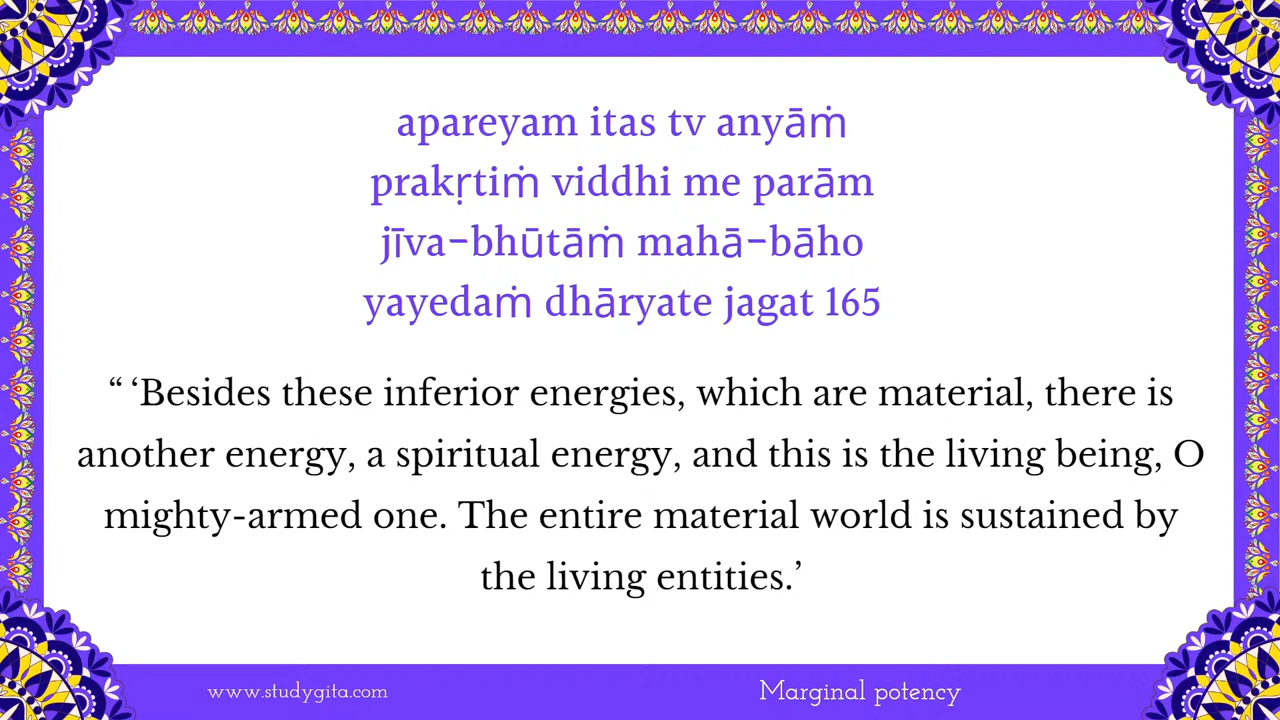 apareyam itas tv anyāṁ
prakṛtiṁ viddhi me parām
jīva-bhūtāṁ mahā-bāho
yayedaṁ dhāryate jagat 165
“ ‘Besides these inferior energies, which are material, there is
another energy, a spiritual energy, and this is the living being, O
mighty-armed one. The entire material world is sustained by
the living entities.’
www.studygita.com
Marginal potency